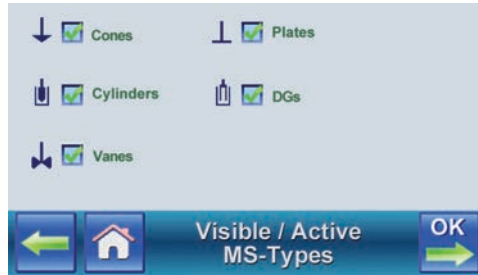 Cones
Plates
Cylinders
DGs
Vanes
Visible / Active
MS-Types
OK